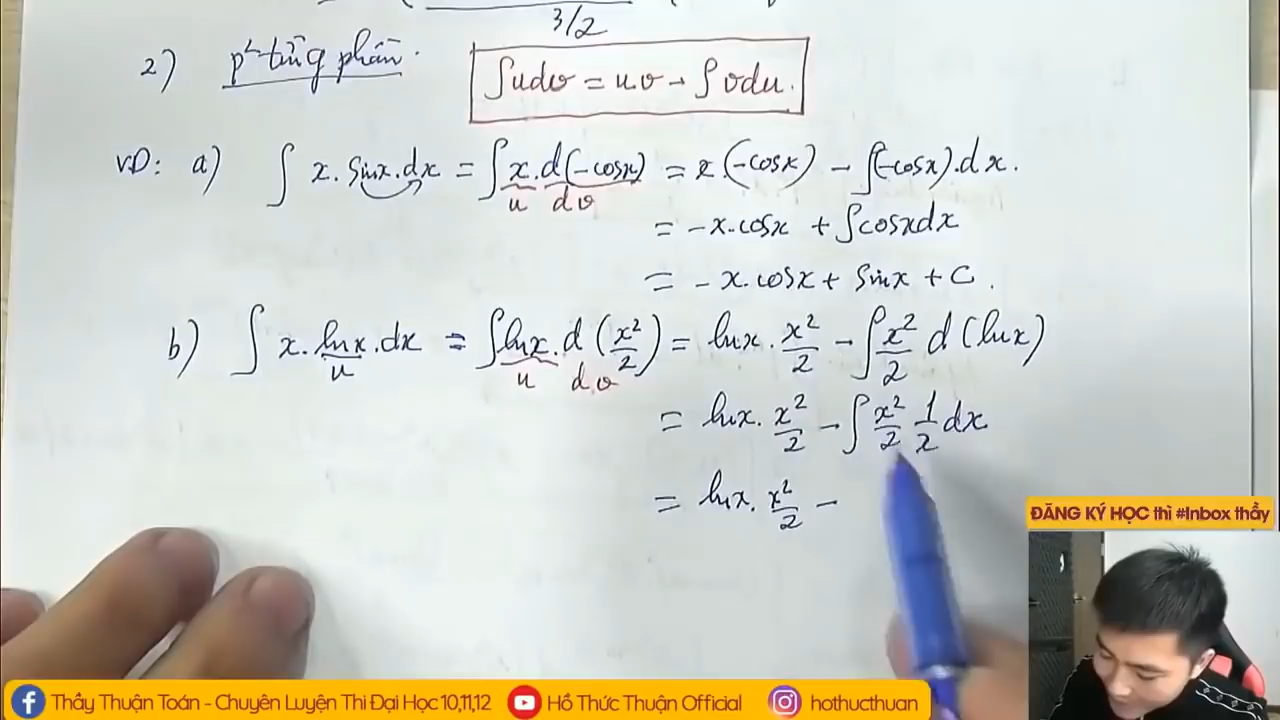 3/2
2) p² từng phần.
∫udv = u.v - ∫vdu.
VD: a) ∫ x. sinx. dx = ∫ x. d(-cosx) = x.(-cosx) - ∫(-cosx).dx.
u dv
= -x.cosx + ∫cosxdx
= -x.cosx + sinx + C.
b) ∫ x. lnx. dx = ∫ lnx. d(x²/2) = lnx. x²/2 - ∫ x²/2 d(lnx)
u u dv
= lnx. x²/2 - ∫ x²/2 1/x dx
= lnx. x²/2 -
ĐĂNG KÝ HỌC thì #Inbox thầy
Thầy Thuận Toán - Chuyên Luyện Thi Đại Học 10,11,12 Hồ Thức Thuận Official hothucthuan